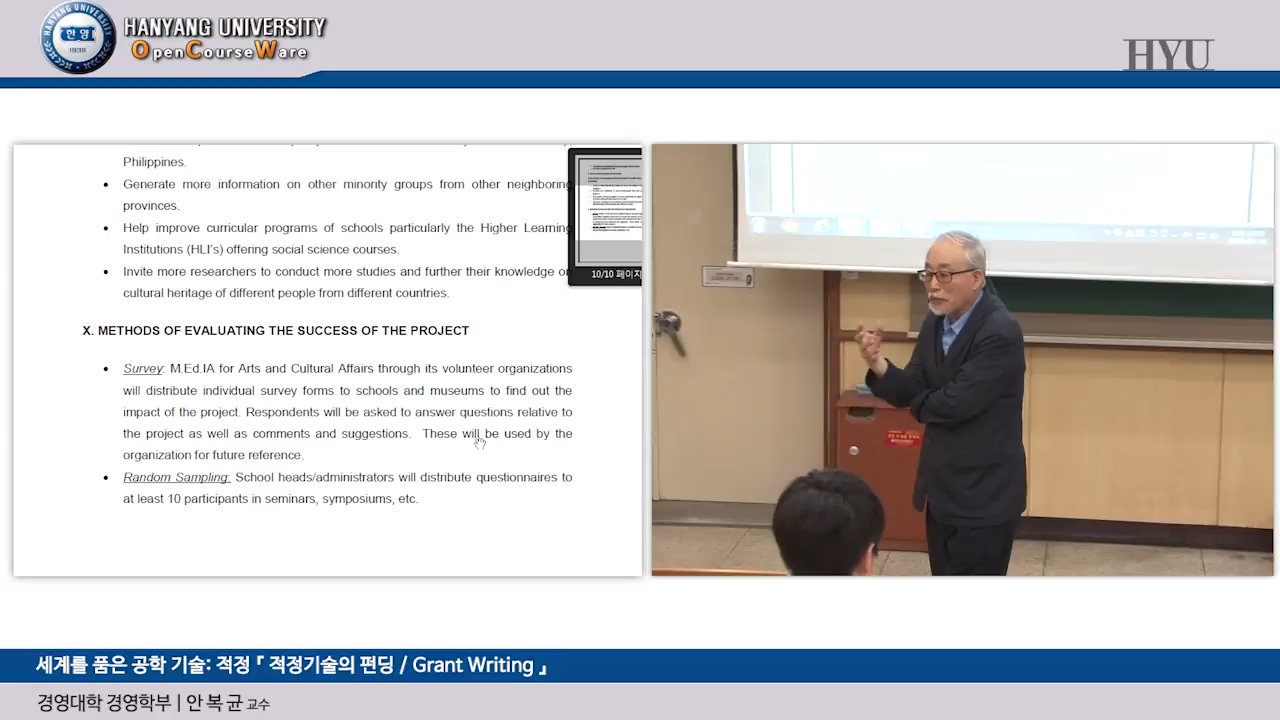 HANYANG UNIVERSITY
OpenCourseWare
HANYANG UNIVERSITY
한양
1939
HYU
Philippines.
• Generate more information on other minority groups from other neighboring
provinces.
• Help improve curricular programs of schools particularly the Higher Learning
Institutions (HLI's) offering social science courses.
• Invite more researchers to conduct more studies and further their knowledge on
cultural heritage of different people from different countries.
10/10 페이지
X. METHODS OF EVALUATING THE SUCCESS OF THE PROJECT
• Survey: M.Ed.IA for Arts and Cultural Affairs through its volunteer organizations
will distribute individual survey forms to schools and museums to find out the
impact of the project. Respondents will be asked to answer questions relative to
the project as well as comments and suggestions. These will be used by the
organization for future reference.
• Random Sampling: School heads/administrators will distribute questionnaires to
at least 10 participants in seminars, symposiums, etc.
세계를 품은 공학 기술: 적정 『 적정기술의 펀딩 / Grant Writing 』
경영대학 경영학부 | 안 복 균 교수